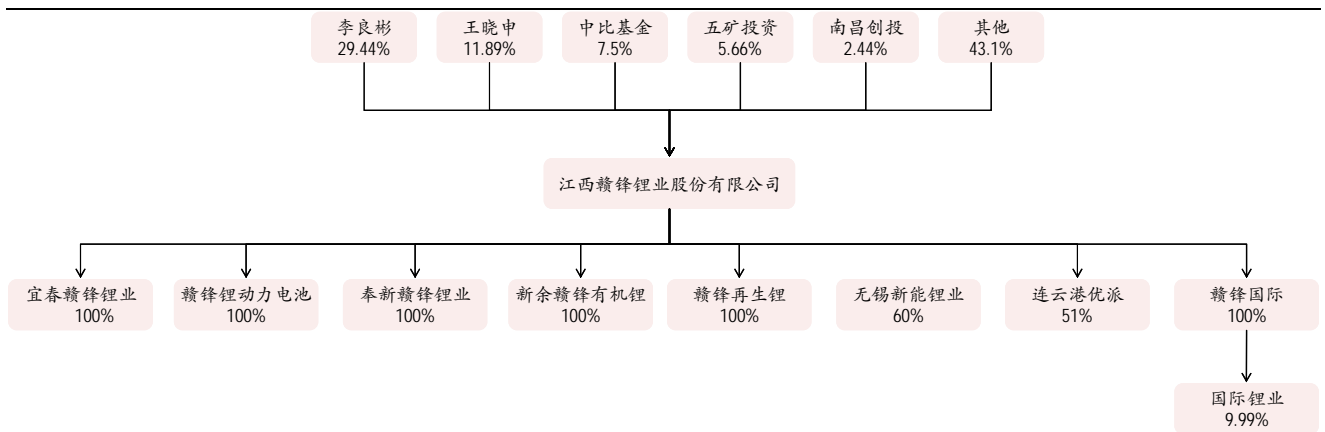 李良彬
29.44%
王晓申
11.89%
中比基金
7.5%
五矿投资
5.66%
南昌创投
2.44%
其他
43.1%
江西赣锋锂业股份有限公司
宜春赣锋锂业
100%
赣锋锂动力电池
100%
奉新赣锋锂业
100%
新余赣锋有机锂
100%
赣锋再生锂
100%
无锡新能锂业
60%
连云港优派
51%
赣锋国际
100%
国际锂业
9.99%